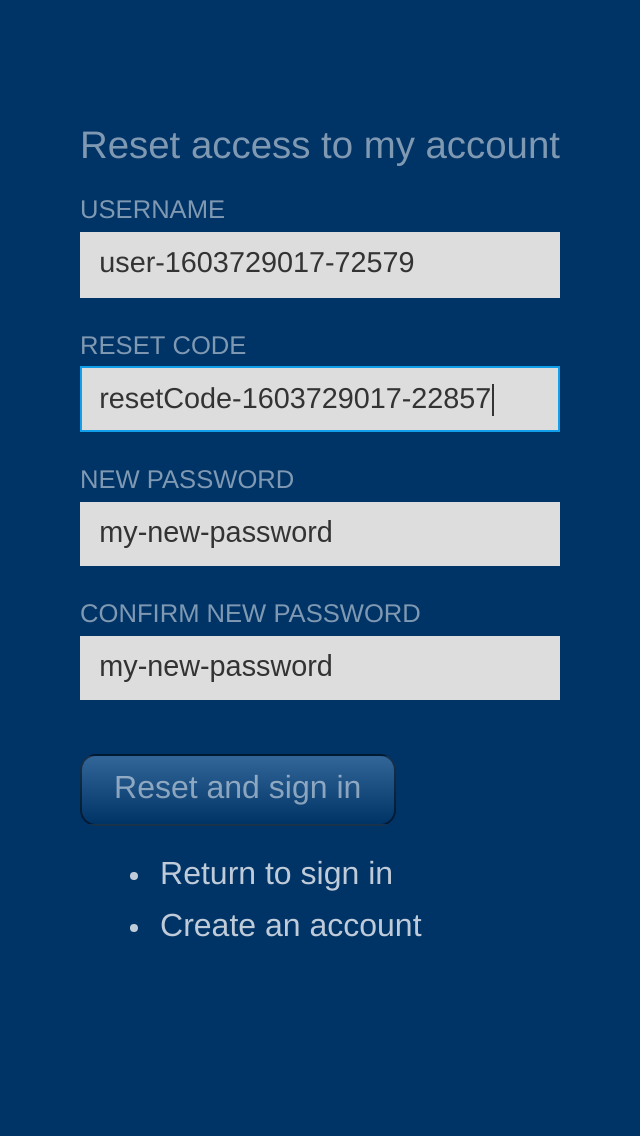 Reset access to my account
USERNAME
user-1603729017-72579
RESET CODE
resetCode-1603729017-22857
NEW PASSWORD
my-new-password
CONFIRM NEW PASSWORD
my-new-password
Reset and sign in
Return to sign in
Create an account